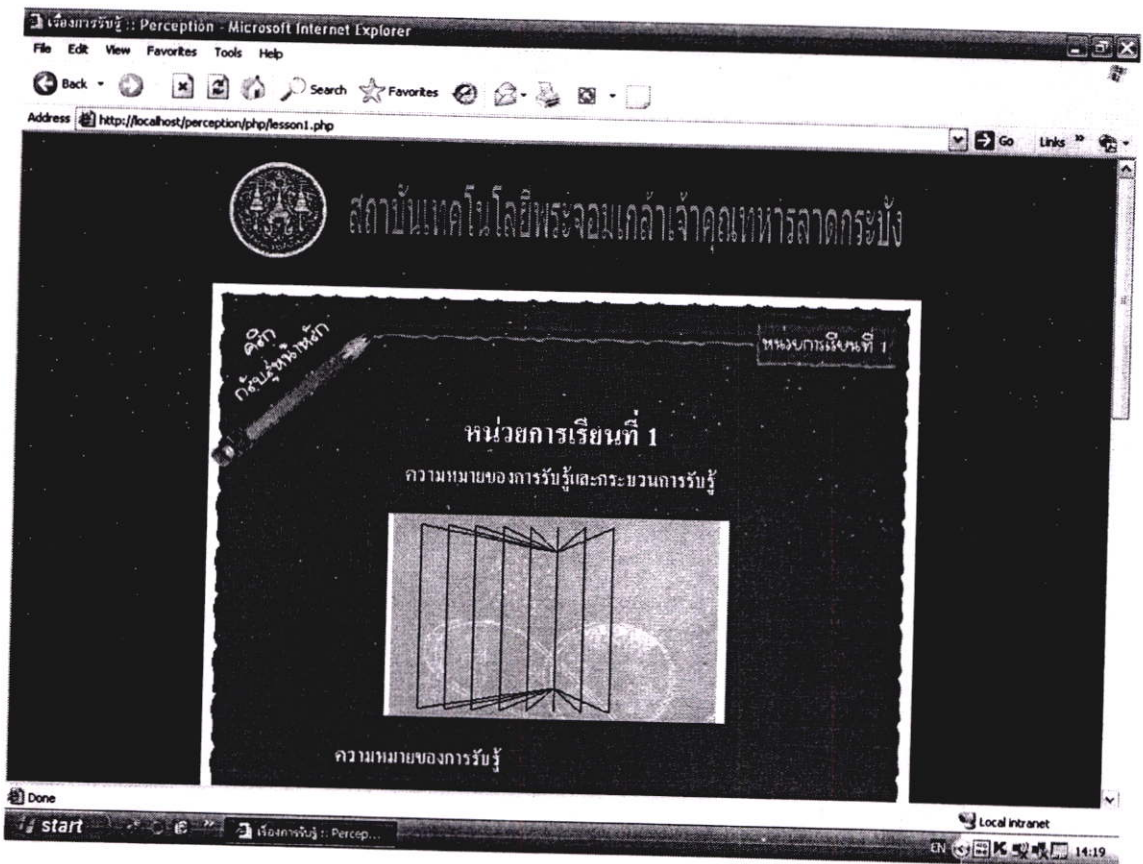 เรื่องการรับรู้ :: Perception - Microsoft Internet Explorer
File Edit View Favorites Tools Help
Back Search Favorites
Address http://localhost/perception/php/lesson1.php Go Links »
สถาบันเทคโนโลยีพระจอมเกล้าเจ้าคุณทหารลาดกระบัง
คลิก
กลับสู่หน้าหลัก
หน่วยการเรียนที่ 1
หน่วยการเรียนที่ 1
ความหมายของการรับรู้และกระบวนการรับรู้
ความหมายของการรับรู้
Done
Local intranet
start » เรื่องการรับรู้ :: Percep...
EN 14:19